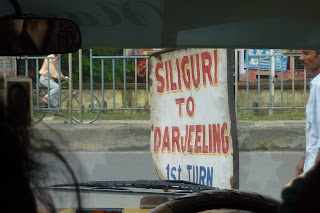 SILIGURI
TO
DARJEELING
1st TURN